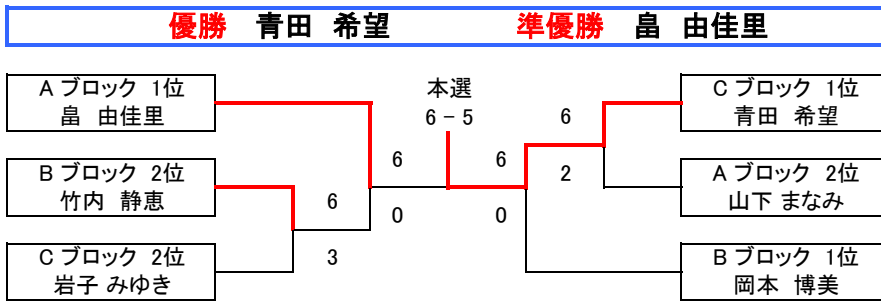 優勝 青田 希望 準優勝 畠 由佳里
A ブロック 1位
畠 由佳里
本選
6 － 5
6
C ブロック 1位
青田 希望
B ブロック 2位
竹内 静恵
6
6
6
2
A ブロック 2位
山下 まなみ
0
0
C ブロック 2位
岩子 みゆき
3
B ブロック 1位
岡本 博美